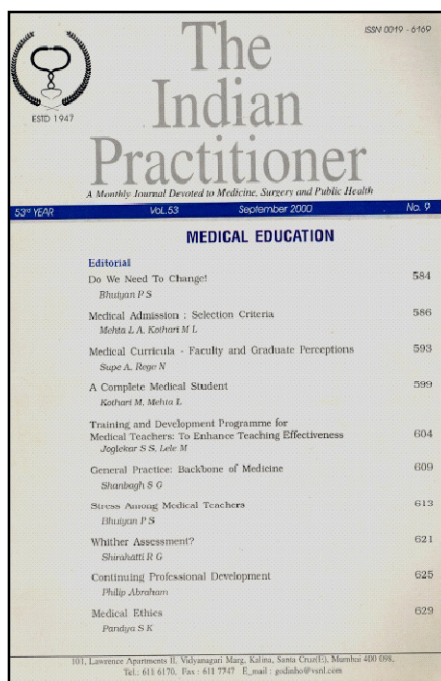 ISSN 0019 - 6169
The
Indian
Practitioner
ESTD 1947
A Monthly Journal Devoted to Medicine, Surgery and Public Health
53rd YEAR VOL.53 September 2000 No. 9
MEDICAL EDUCATION
Editorial
Do We Need To Change! 584
Bhuiyan P S
Medical Admission : Selection Criteria 586
Mehta L A, Kothari M L
Medical Curricula - Faculty and Graduate Perceptions 593
Supe A, Rege N
A Complete Medical Student 599
Kothari M, Mehta L
Training and Development Programme for
Medical Teachers: To Enhance Teaching Effectiveness 604
Joglekar S S, Lele M
General Practice: Backbone of Medicine 609
Shanbagh S G
Stress Among Medical Teachers 613
Bhuiyan P S
Whither Assessment? 621
Shirahatti R G
Continuing Professional Development 625
Philip Abraham
Medical Ethics 629
Pandya S K
101, Lawrence Apartments II, Vidyanagari Marg, Kalina, Santa Cruz(E), Mumbai 400 098.
Tel.: 611 6170, Fax : 611 7747 E_mail : godinho@vsnl.com